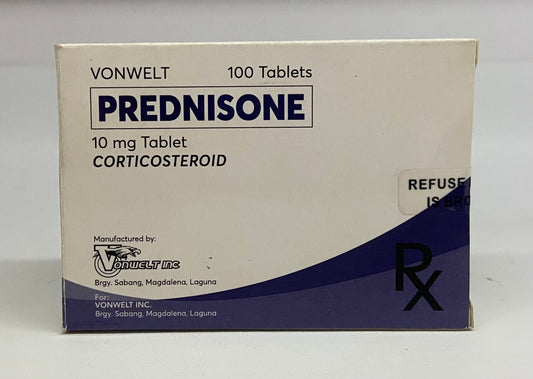 VONWELT 100 Tablets
PREDNISONE
10 mg Tablet
CORTICOSTEROID
REFUSE
IS
Manufactured by:
VONWELT INC
Brgy. Sabang, Magdalena, Laguna
For:
VONWELT INC.
Brgy. Sabang, Magdalena, Laguna
Rx